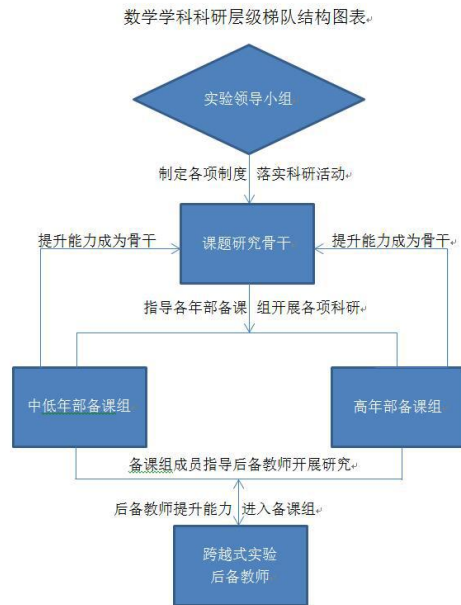 数学学科科研层级梯队结构图表
实验领导小组
制定各项制度 落实科研活动
提升能力成为骨干
课题研究骨干
提升能力成为骨干
指导各年部备课 组开展各项科研
中低年部备课组
高年部备课组
备课组成员指导后备教师开展研究
后备教师提升能力 进入备课组
跨越式实验
后备教师